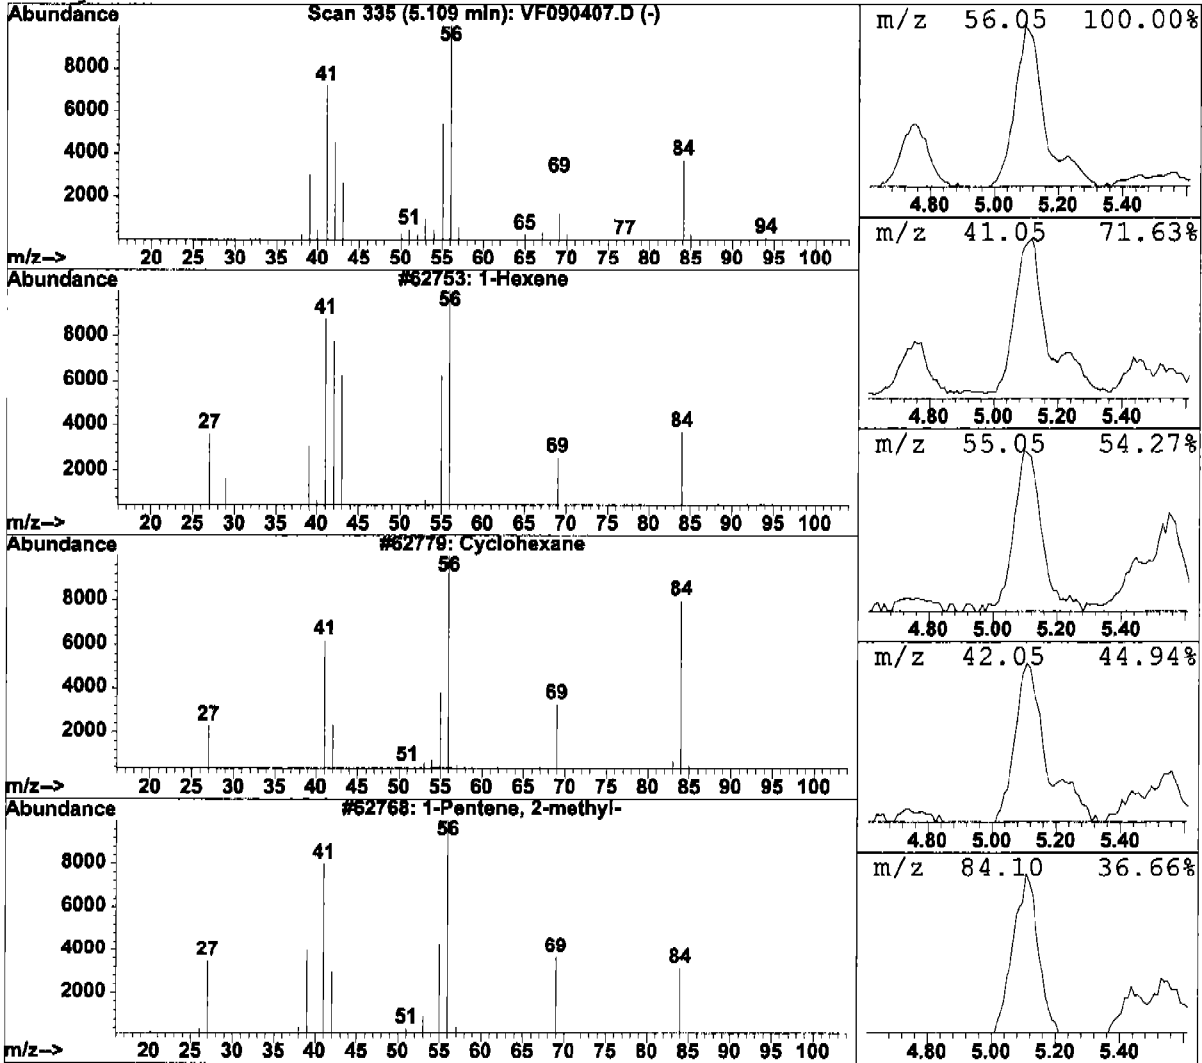 Abundance
Scan 335 (5.109 min): VF090407.D (-)
56
8000
41
6000
4000
69
84
2000
51
65
77
94
m/z-->
20 25 30 35 40 45 50 55 60 65 70 75 80 85 90 95 100
Abundance
#62753: 1-Hexene
56
41
8000
6000
4000
27
84
69
2000
m/z-->
20 25 30 35 40 45 50 55 60 65 70 75 80 85 90 95 100
Abundance
#62779: Cyclohexane
56
8000
84
41
6000
4000
69
27
2000
51
m/z-->
20 25 30 35 40 45 50 55 60 65 70 75 80 85 90 95 100
Abundance
#62768: 1-Pentene, 2-methyl-
56
41
8000
6000
4000
27
69
84
2000
51
m/z-->
20 25 30 35 40 45 50 55 60 65 70 75 80 85 90 95 100
m/z 56.05 100.00%
4.80 5.00 5.20 5.40
m/z 41.05 71.63%
4.80 5.00 5.20 5.40
m/z 55.05 54.27%
4.80 5.00 5.20 5.40
m/z 42.05 44.94%
4.80 5.00 5.20 5.40
m/z 84.10 36.66%
4.80 5.00 5.20 5.40